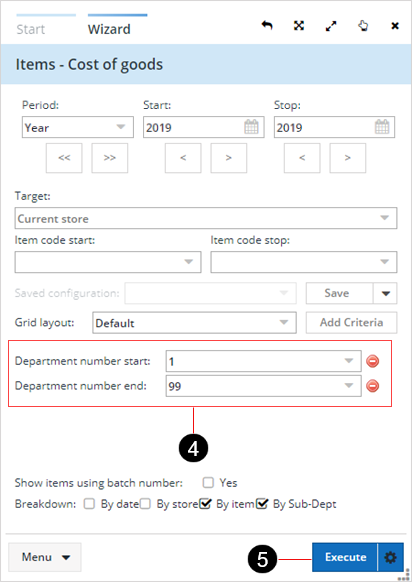 Start Wizard
Items - Cost of goods
Period: Start: Stop:
Year 2019 2019
<< >> < > < >
Target:
Current store
Item code start: Item code stop:
Saved configuration: Save
Grid layout: Default Add Criteria
Department number start: 1
Department number end: 99
4
Show items using batch number: Yes
Breakdown: By date By store By item By Sub-Dept
5 Execute
Menu